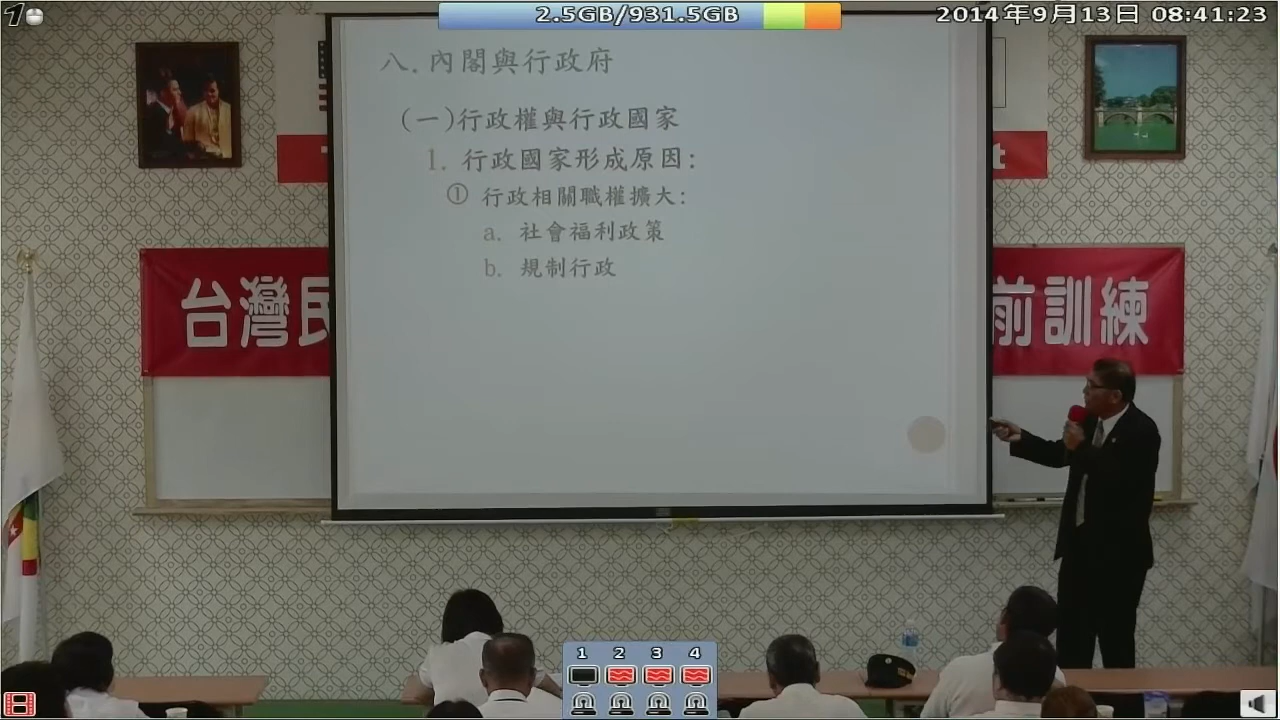 1
2.5GB/931.5GB
2014年9月13日 08:41:23
八.內閣與行政府
(一)行政權與行政國家
1. 行政國家形成原因:
① 行政相關職權擴大:
a. 社會福利政策
b. 規制行政
t
台灣民
前訓練
1 2 3 4